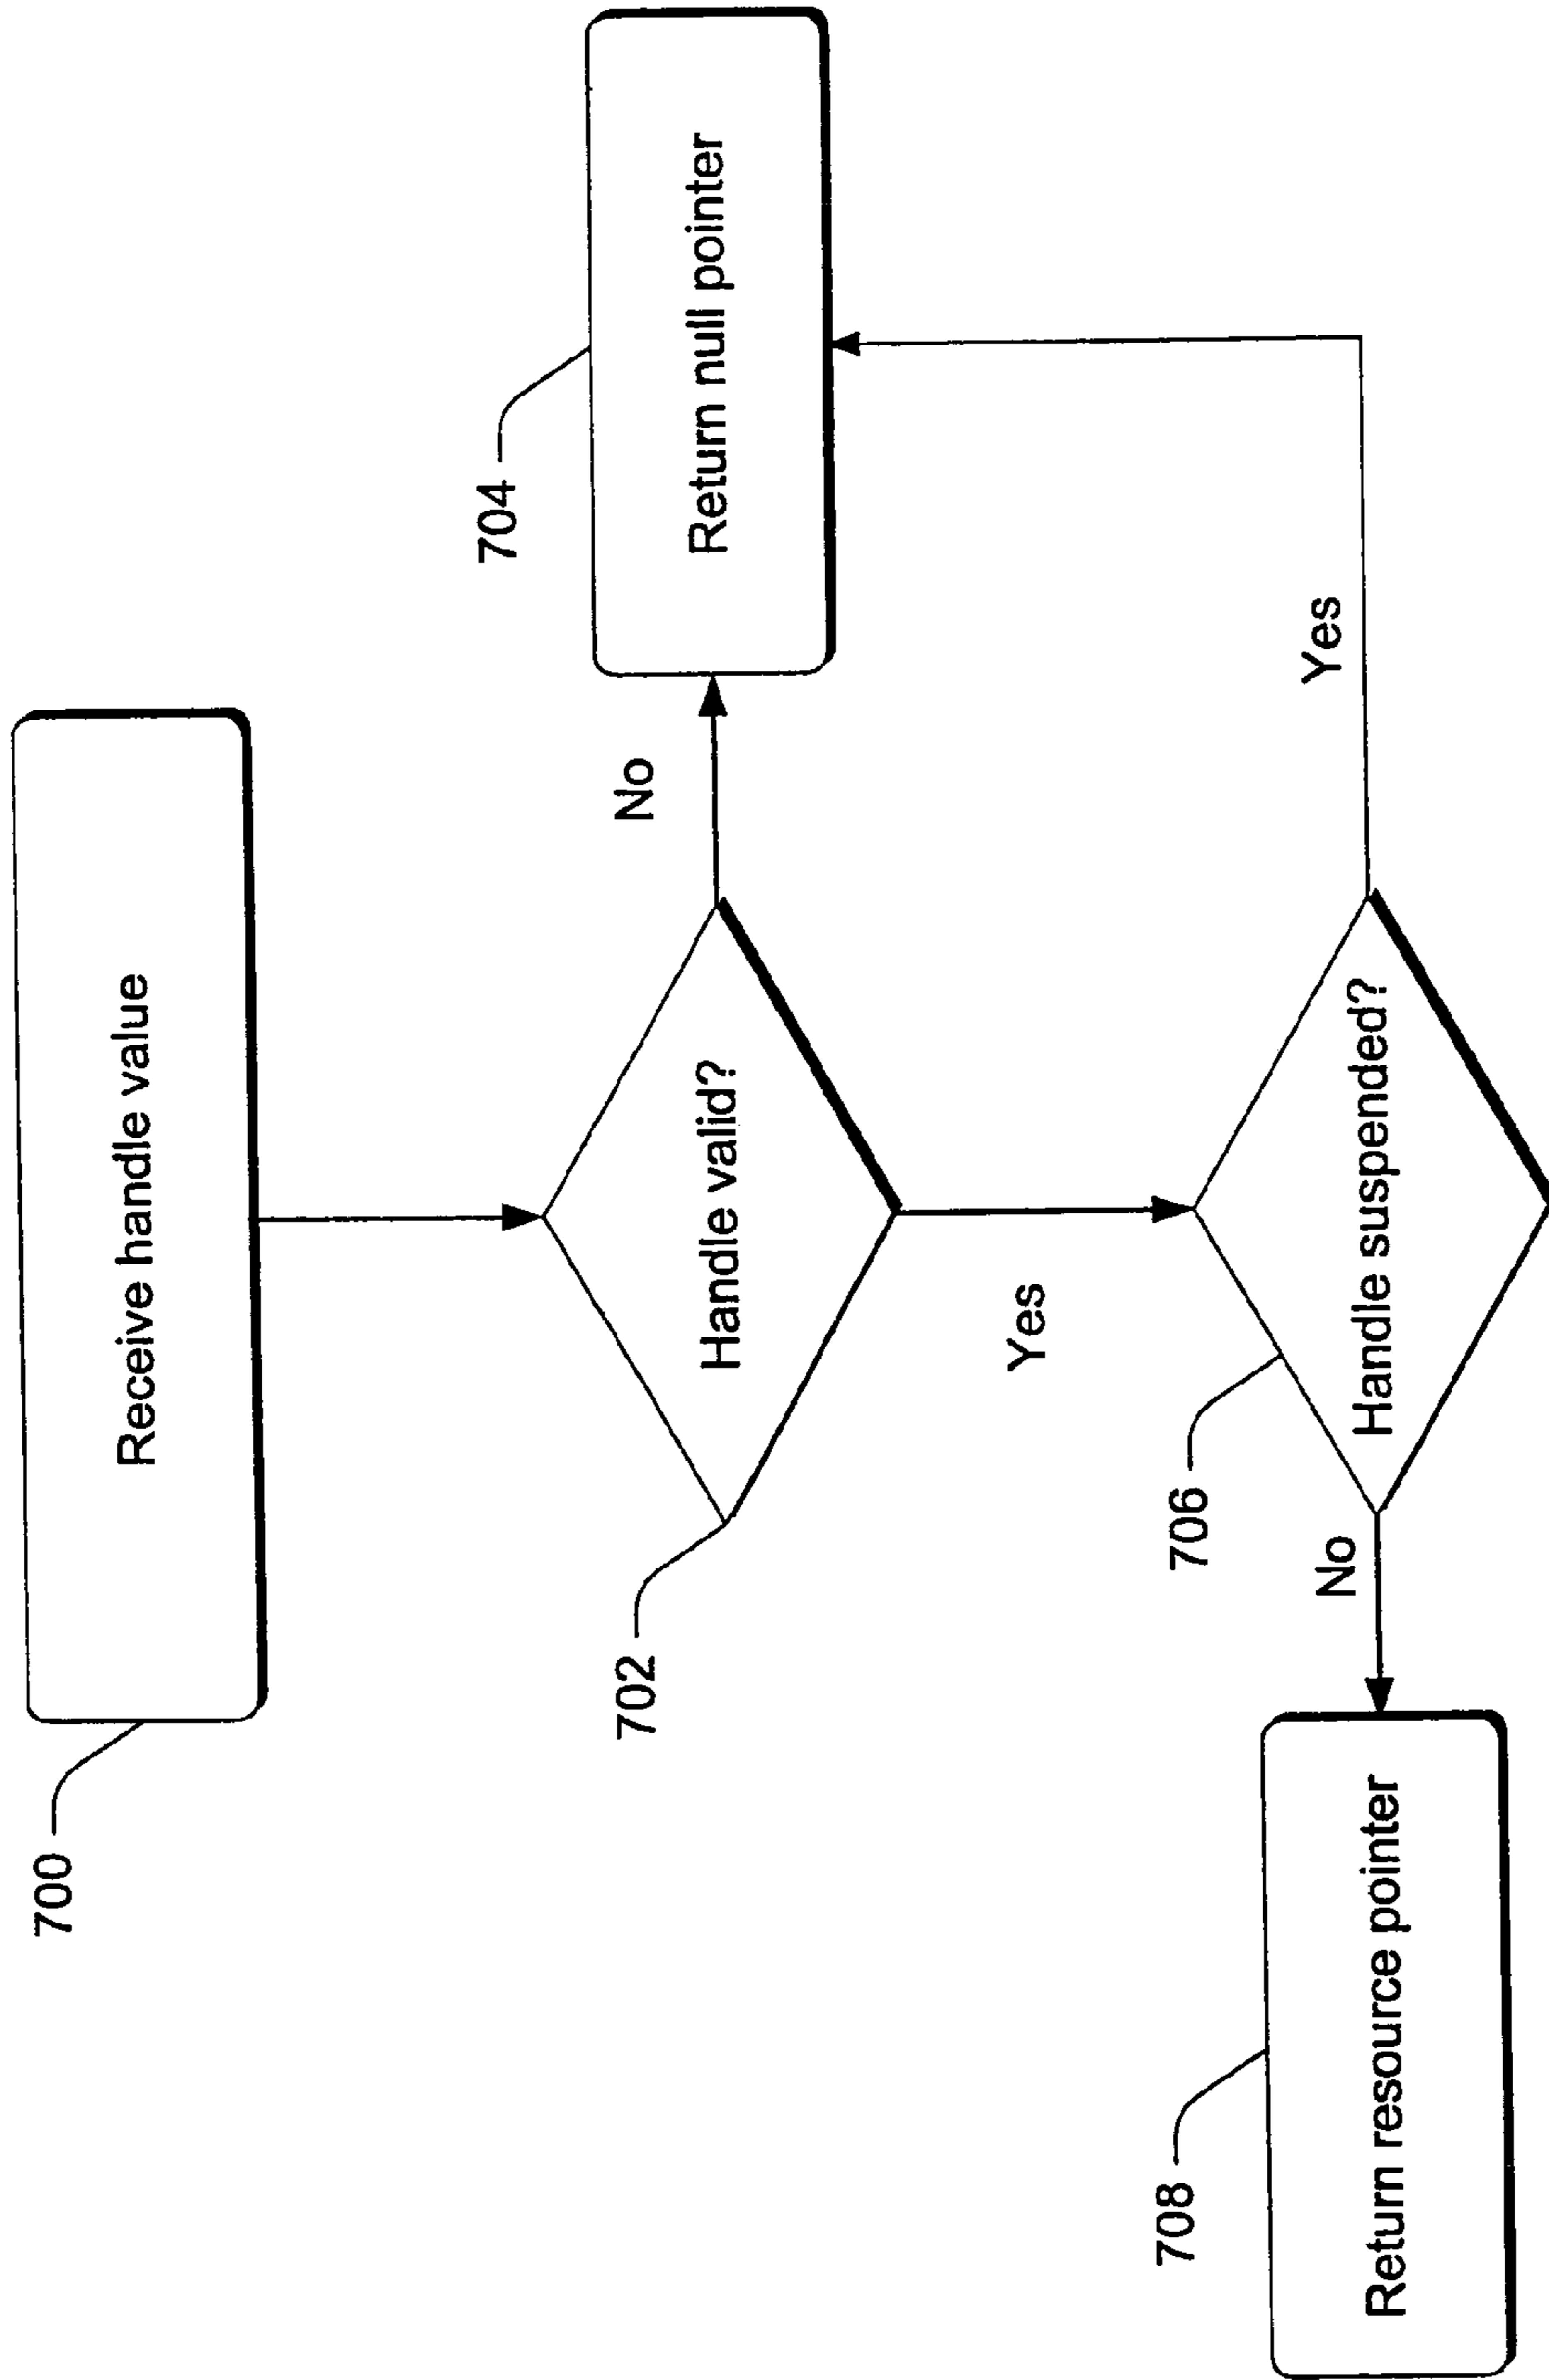 700
Receive handle value
702
Handle valid?
No
704
Return null pointer
Yes
706
Handle suspended?
Yes
No
708
Return resource pointer